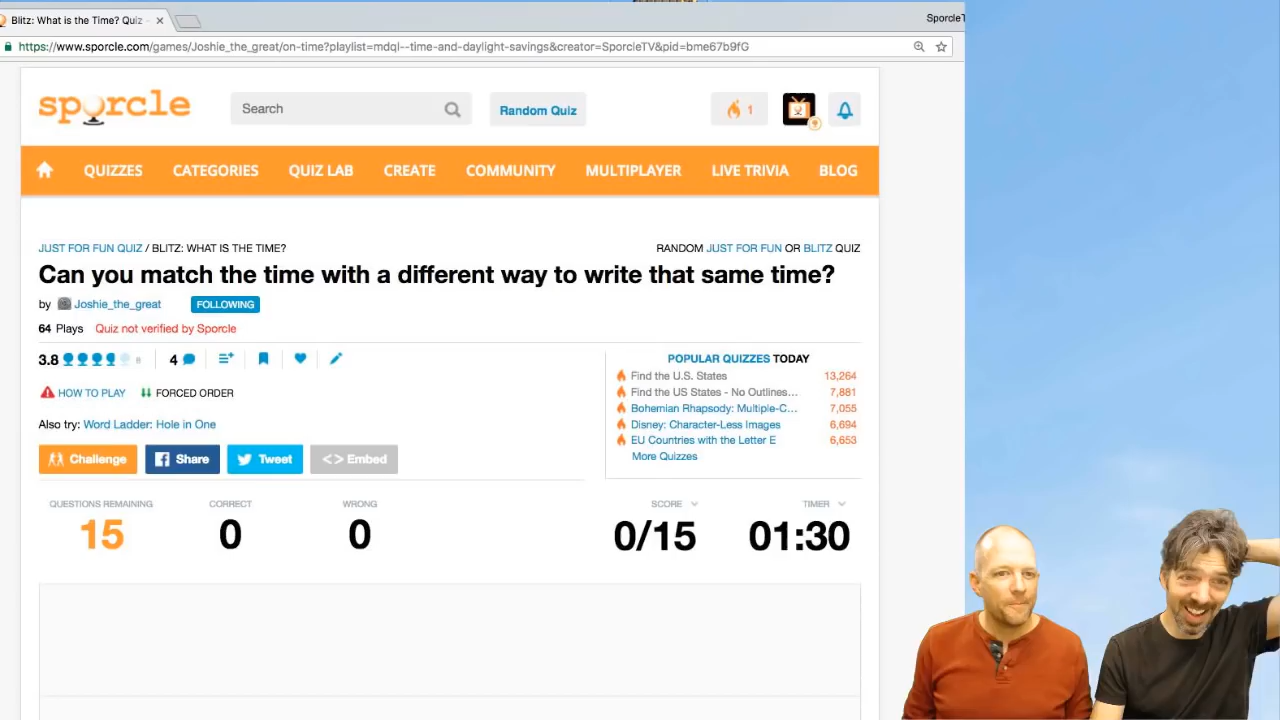 Blitz: What is the Time? Quiz -
https://www.sporcle.com/games/Joshie_the_great/on-time?playlist=mdql--time-and-daylight-savings&creator=SporcleTV&pid=bme67b9fG
sporcle
Search
Random Quiz
1
QUIZZES CATEGORIES QUIZ LAB CREATE COMMUNITY MULTIPLAYER LIVE TRIVIA BLOG
JUST FOR FUN QUIZ / BLITZ: WHAT IS THE TIME?
RANDOM JUST FOR FUN OR BLITZ QUIZ
Can you match the time with a different way to write that same time?
by Joshie_the_great FOLLOWING
64 Plays Quiz not verified by Sporcle
3.8
4
HOW TO PLAY FORCED ORDER
Also try: Word Ladder: Hole in One
Challenge Share Tweet <> Embed
POPULAR QUIZZES TODAY
Find the U.S. States 13,264
Find the US States - No Outlines... 7,881
Bohemian Rhapsody: Multiple-C... 7,055
Disney: Character-Less Images 6,694
EU Countries with the Letter E 6,653
More Quizzes
QUESTIONS REMAINING CORRECT WRONG SCORE TIMER
15 0 0 0/15 01:30